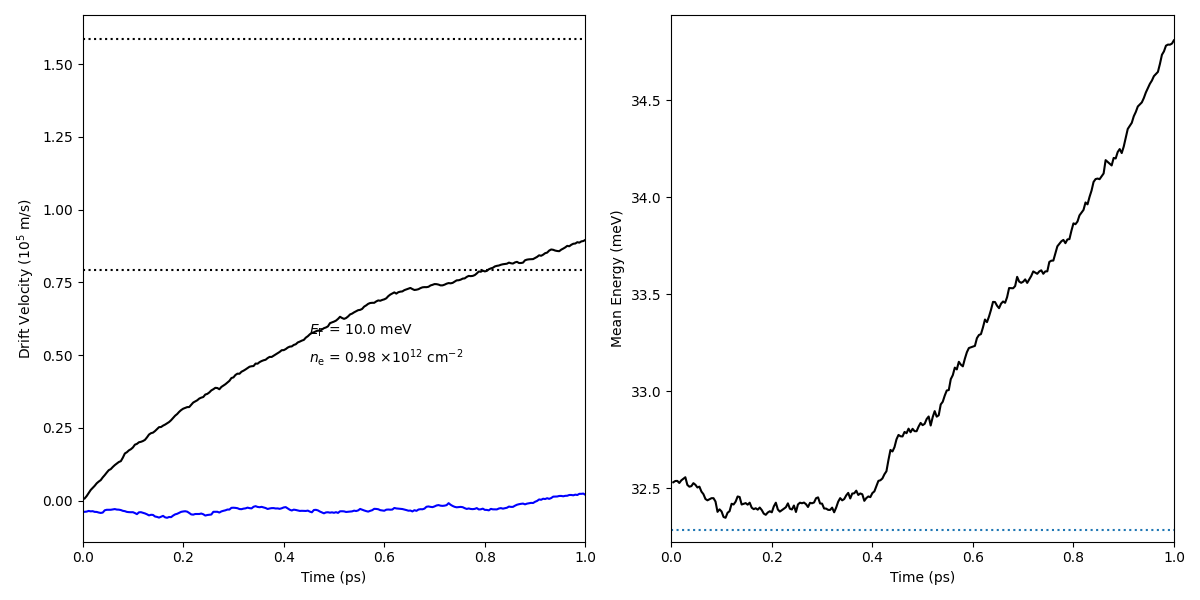 1.50
1.25
1.00
0.75
0.50
0.25
0.00
Drift Velocity (10⁵ m/s)
E_F = 10.0 meV
nₑ = 0.98 ×10¹² cm⁻²
0.0 0.2 0.4 0.6 0.8 1.0
Time (ps)
34.5
34.0
33.5
33.0
32.5
Mean Energy (meV)
0.0 0.2 0.4 0.6 0.8 1.0
Time (ps)